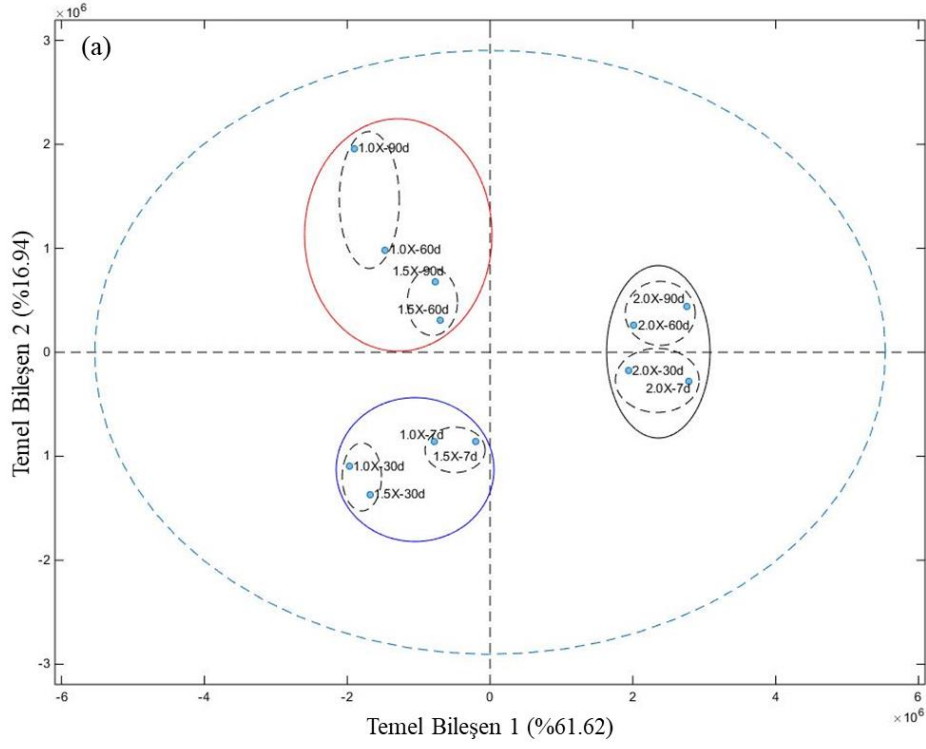 ×10⁶
(a)
3
2
1
0
1
-2
-3
1.0X-90d
1.0X-60d
1.5X-90d
1.5X-60d
2.0X-90d
2.0X-60d
2.0X-30d
2.0X-7d
1.0X-7d
1.5X-7d
1.0X-30d
1.5X-30d
-6
-4
-2
0
2
4
6
×10⁶
Temel Bileşen 1 (%61.62)
Temel Bileşen 2 (%16.94)